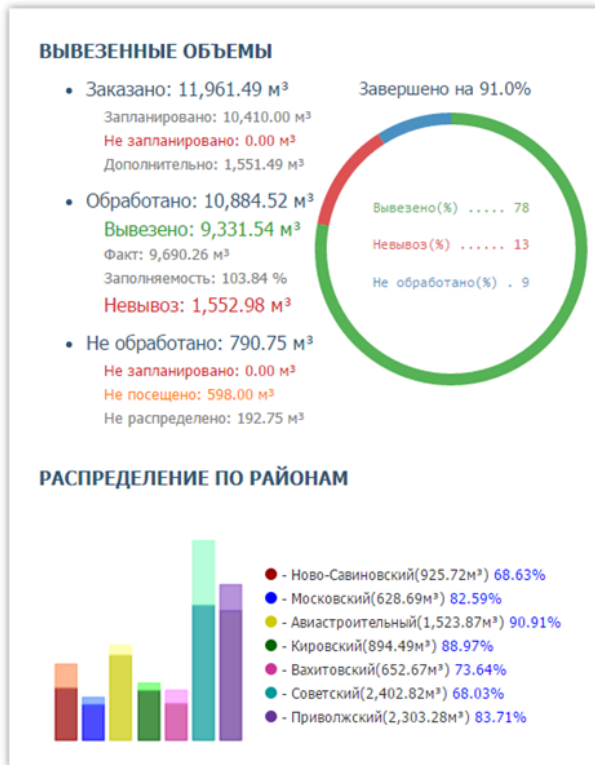 ВЫВЕЗЕННЫЕ ОБЪЕМЫ
• Заказано: 11,961.49 м³
Запланировано: 10,410.00 м³
Не запланировано: 0.00 м³
Дополнительно: 1,551.49 м³
• Обработано: 10,884.52 м³
Вывезено: 9,331.54 м³
Факт: 9,690.26 м³
Заполняемость: 103.84 %
Невывоз: 1,552.98 м³
• Не обработано: 790.75 м³
Не запланировано: 0.00 м³
Не посещено: 598.00 м³
Не распределено: 192.75 м³
Завершено на 91.0%
Вывезено(%) ..... 78
Невывоз(%) ...... 13
Не обработано(%) . 9
РАСПРЕДЕЛЕНИЕ ПО РАЙОНАМ
- Ново-Савиновский(925.72м³) 68.63%
- Московский(628.69м³) 82.59%
- Авиастроительный(1,523.87м³) 90.91%
- Кировский(894.49м³) 88.97%
- Вахитовский(652.67м³) 73.64%
- Советский(2,402.82м³) 68.03%
- Приволжский(2,303.28м³) 83.71%